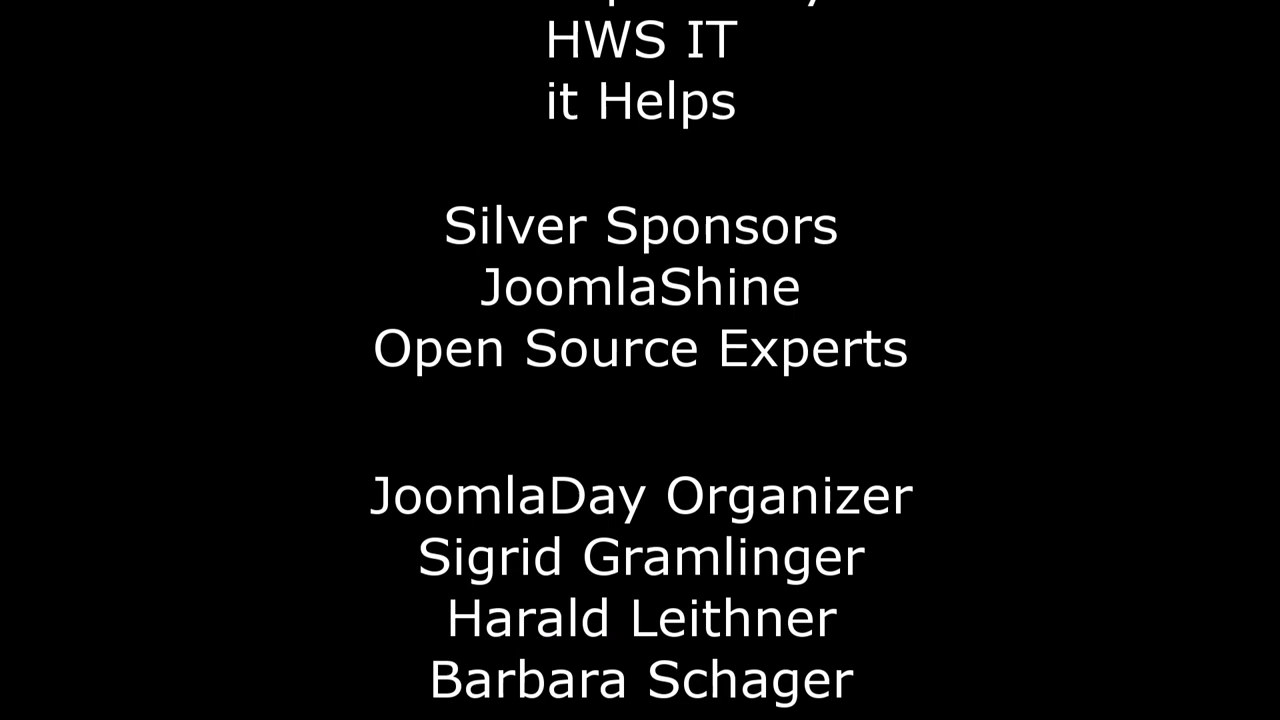 HWS IT
it Helps
Silver Sponsors
JoomlaShine
Open Source Experts
JoomlaDay Organizer
Sigrid Gramlinger
Harald Leithner
Barbara Schager